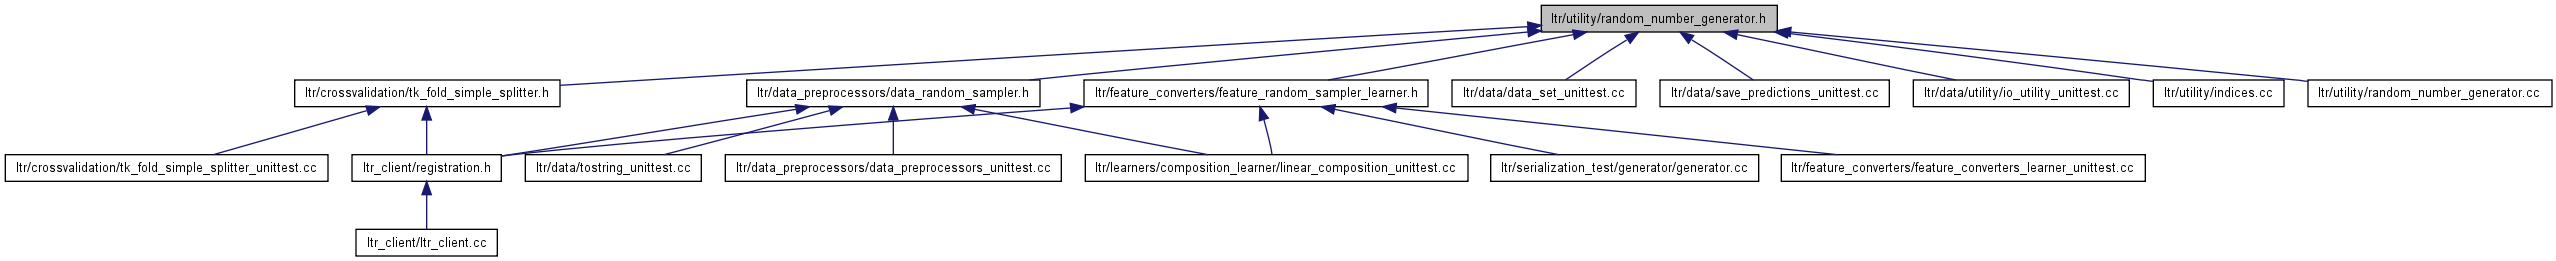 ltr/utility/random_number_generator.h
ltr/crossvalidation/tk_fold_simple_splitter.h
ltr/data_preprocessors/data_random_sampler.h
ltr/feature_converters/feature_random_sampler_learner.h
ltr/data/data_set_unittest.cc
ltr/data/save_predictions_unittest.cc
ltr/data/utility/io_utility_unittest.cc
ltr/utility/indices.cc
ltr/utility/random_number_generator.cc
ltr/crossvalidation/tk_fold_simple_splitter_unittest.cc
ltr_client/registration.h
ltr/data/tostring_unittest.cc
ltr/data_preprocessors/data_preprocessors_unittest.cc
ltr/learners/composition_learner/linear_composition_unittest.cc
ltr/serialization_test/generator/generator.cc
ltr/feature_converters/feature_converters_learner_unittest.cc
ltr_client/ltr_client.cc